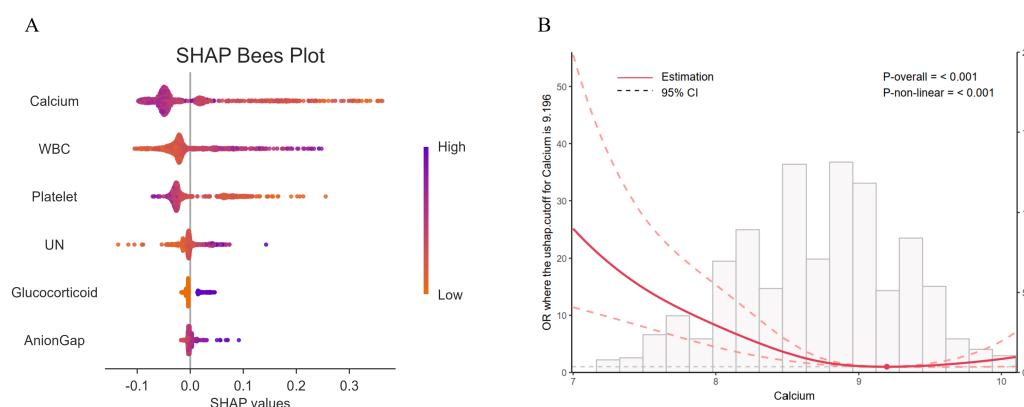 A
SHAP Bees Plot
Calcium
WBC
Platelet
UN
Glucocorticoid
AnionGap
High
Low
-0.1 0.0 0.1 0.2 0.3
SHAP values
B
Estimation
95% CI
P-overall = < 0.001
P-non-linear = < 0.001
OR where the ushap.cutoff for Calcium is 9.196
50
40
30
20
10
0
7 8 9 10
Calcium